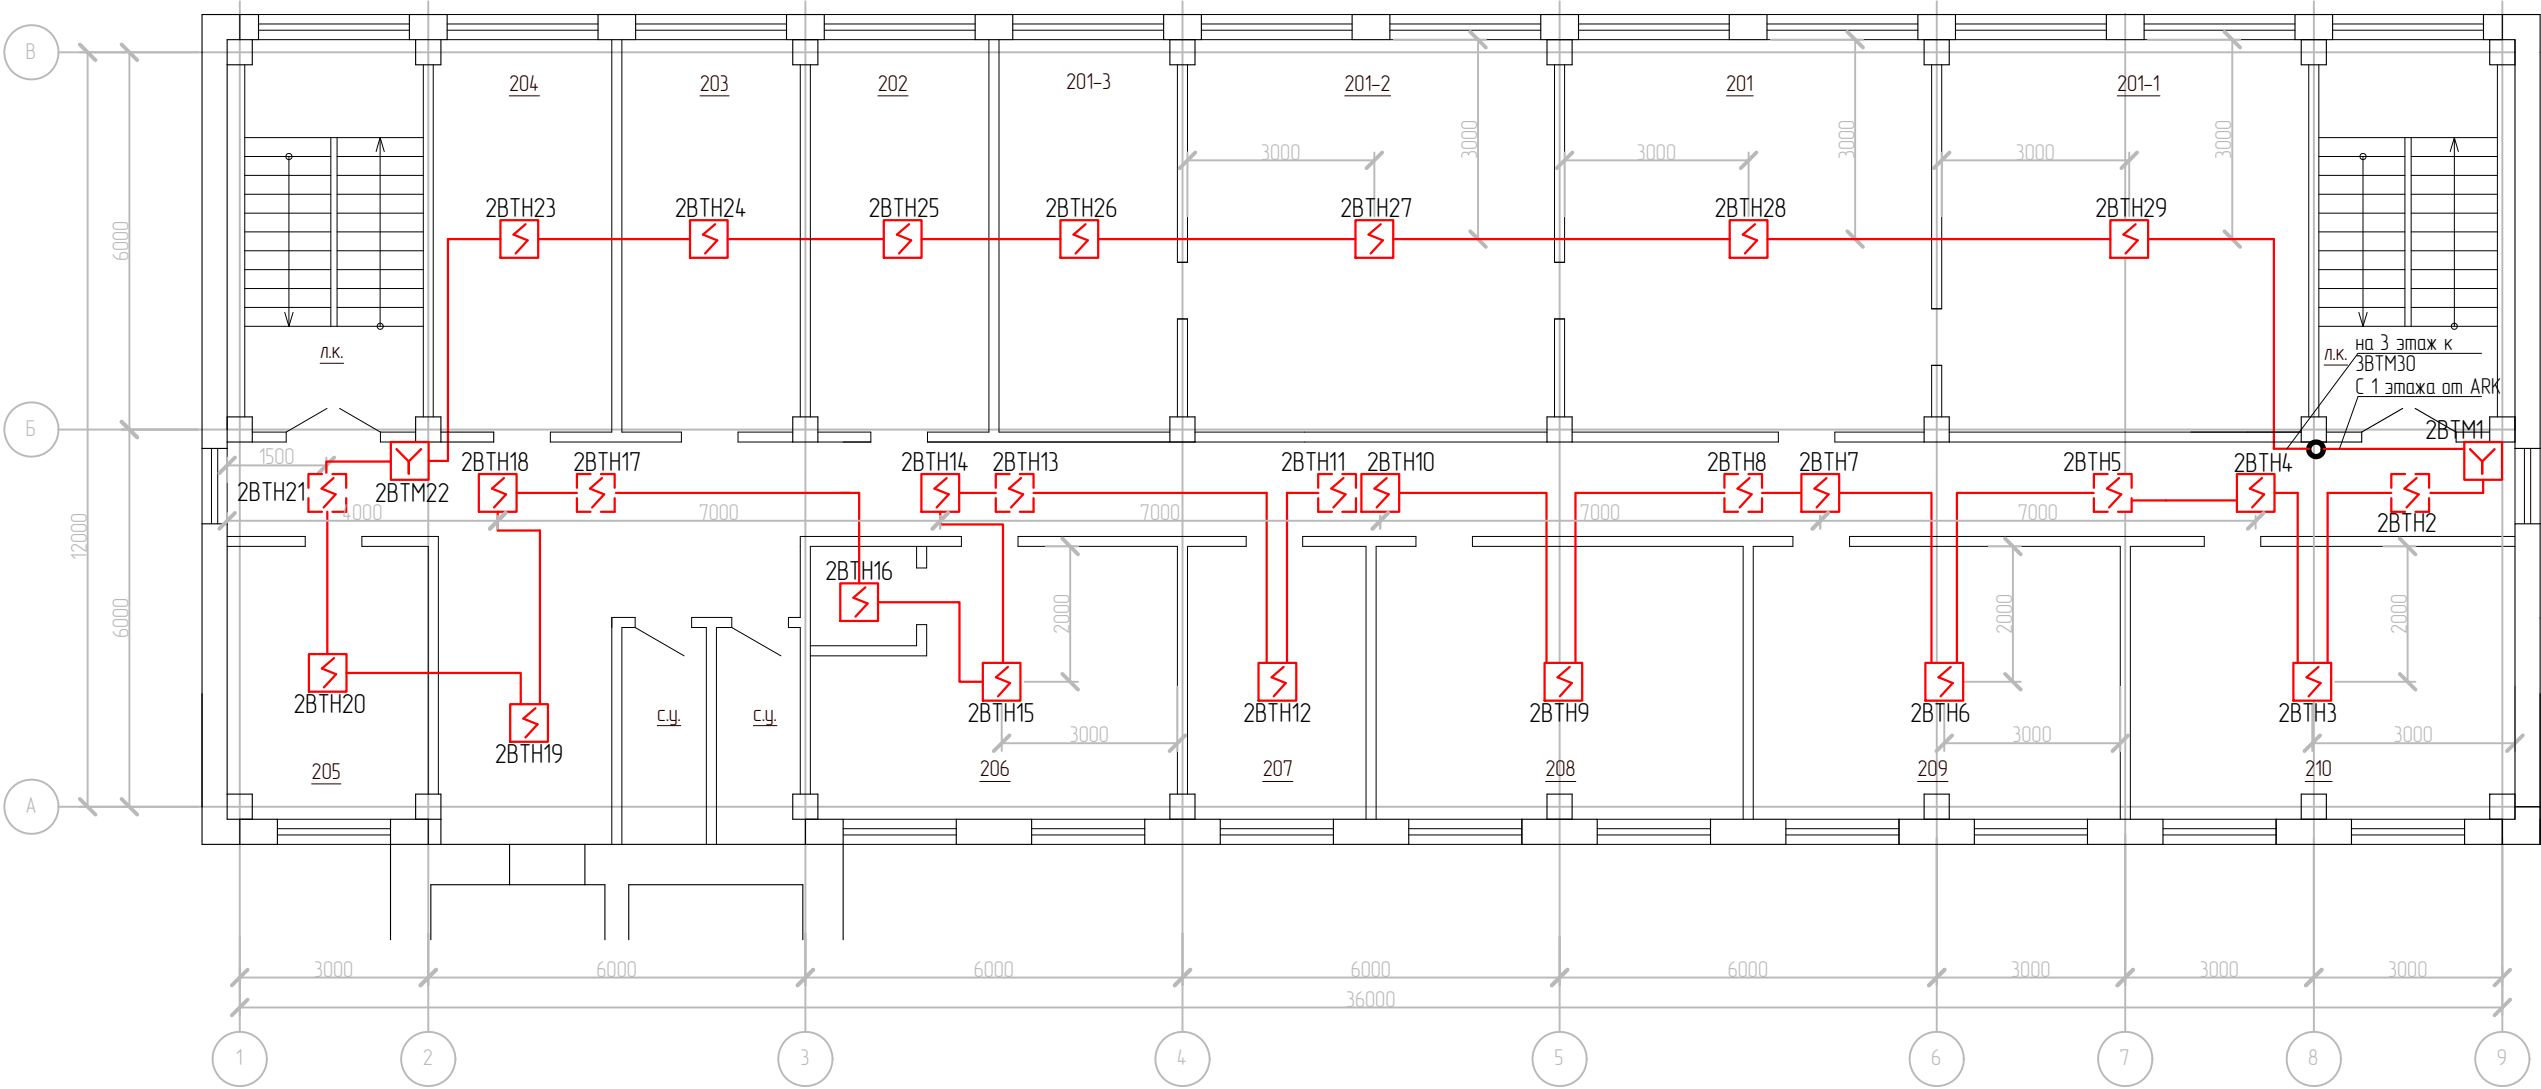 В
204
203
202
201-3
201-2
201
201-1
3000
3000
3000
3000
3000
3000
2ВТН23
2ВТН24
2ВТН25
2ВТН26
2ВТН27
2ВТН28
2ВТН29
6000
л.к.
л.к.
на 3 этаж к
3ВТМ30
С 1 этажа от ARK
Б
1500
2ВТМ1
2ВТН21
2ВТМ22
2ВТН18
2ВТН17
2ВТН14
2ВТН13
2ВТН11
2ВТН10
2ВТН8
2ВТН7
2ВТН5
2ВТН4
2ВТН2
4000
7000
7000
7000
7000
12000
6000
2ВТН16
2000
2000
2000
2ВТН20
2ВТН19
с.у.
с.у.
2ВТН15
2ВТН12
2ВТН9
2ВТН6
2ВТН3
3000
3000
3000
205
206
207
208
209
210
А
3000
6000
6000
6000
6000
3000
3000
3000
36000
1
2
3
4
5
6
7
8
9